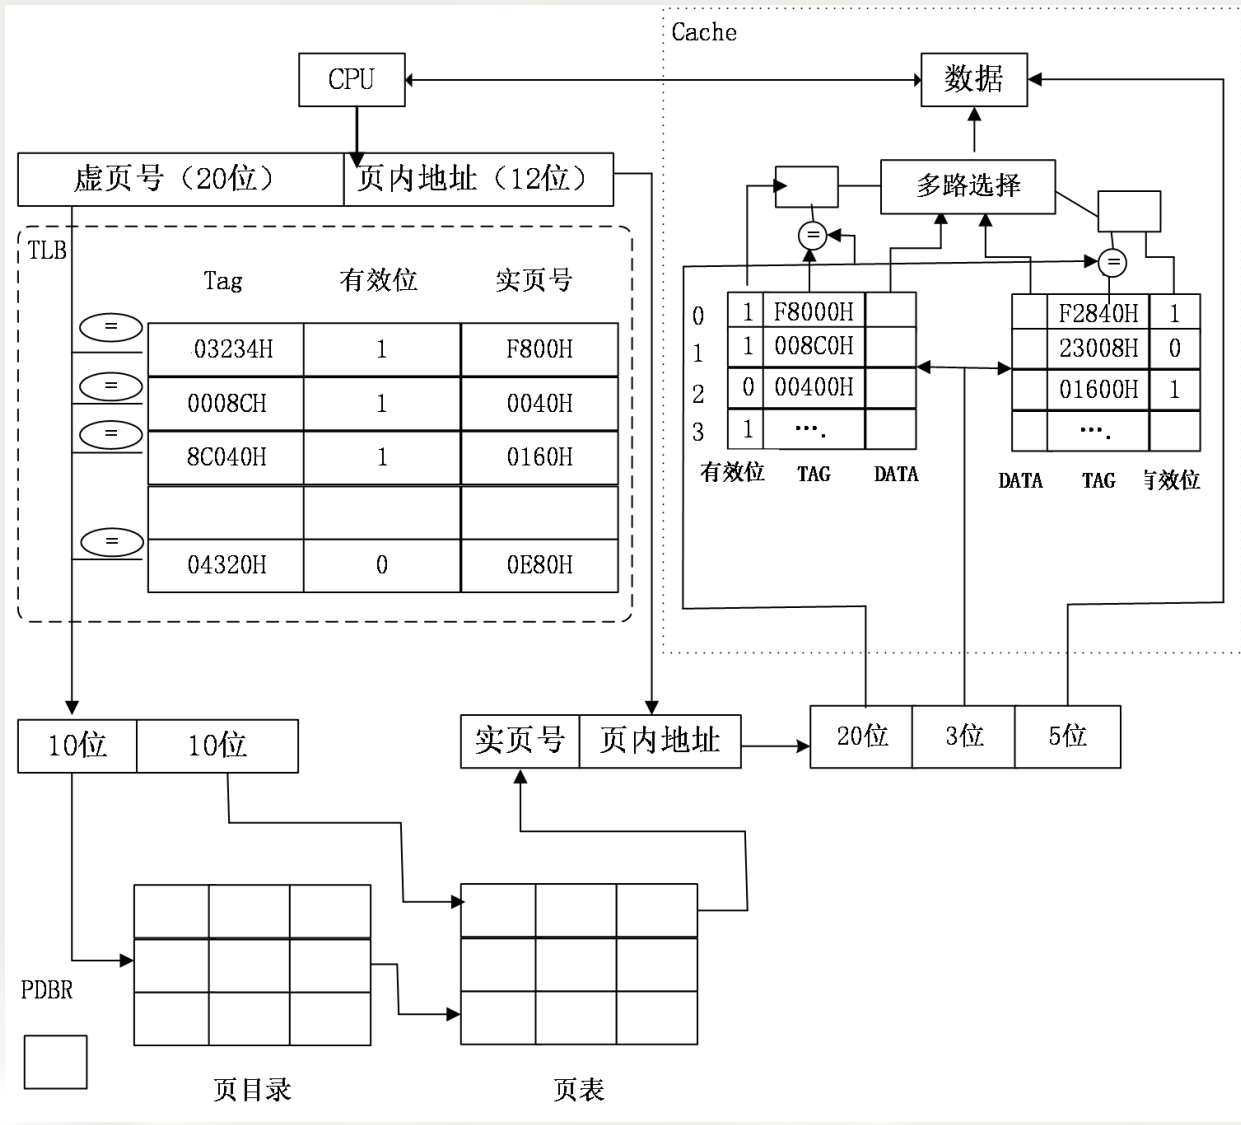 Cache
CPU
数据
虚页号（20位）
页内地址（12位）
多路选择
=
=
TLB
Tag
有效位
实页号
=
03234H
1
F800H
=
0008CH
1
0040H
=
8C040H
1
0160H
=
04320H
0
0E80H
0
1
F8000H
F2840H
1
1
1
008C0H
23008H
0
2
0
00400H
01600H
1
3
1
….
….
有效位
TAG
DATA
DATA
TAG
有效位
10位
10位
实页号
页内地址
20位
3位
5位
PDBR
页目录
页表